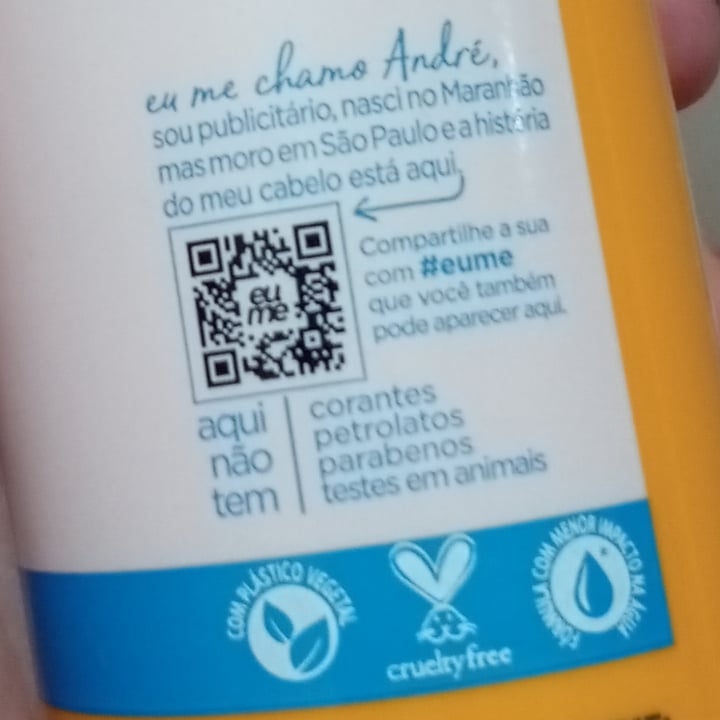 eu me chamo André,
sou publicitário, nasci no Maranhão
mas moro em São Paulo e a história
do meu cabelo está aqui.
eu
me
Compartilhe a sua
com #eume
que você também
pode aparecer aqui.
aqui
não
tem
corantes
petrolatos
parabenos
testes em animais
COM PLÁSTICO VEGETAL
cruelty free
FÓRMULA COM MENOR IMPACTO NA ÁGUA